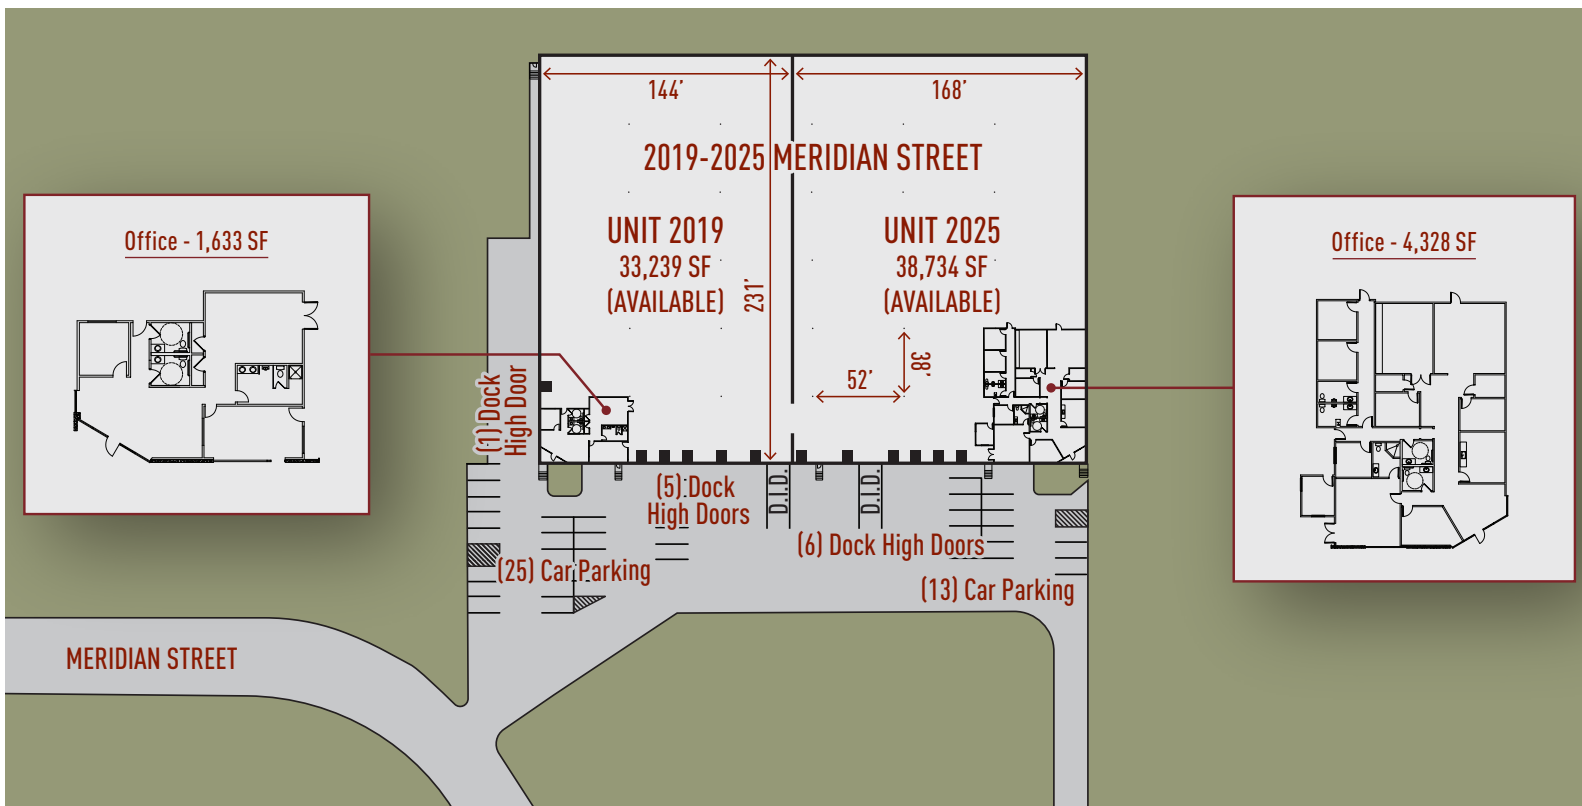 144’
168’
2019-2025 MERIDIAN STREET
Office - 1,633 SF
UNIT 2019
33,239 SF
(AVAILABLE)
231’
UNIT 2025
38,734 SF
(AVAILABLE)
Office - 4,328 SF
38’
52’
(1) Dock
High Door
(5) Dock
High Doors
D.I.D.
D.I.D.
(6) Dock High Doors
(25) Car Parking
(13) Car Parking
MERIDIAN STREET